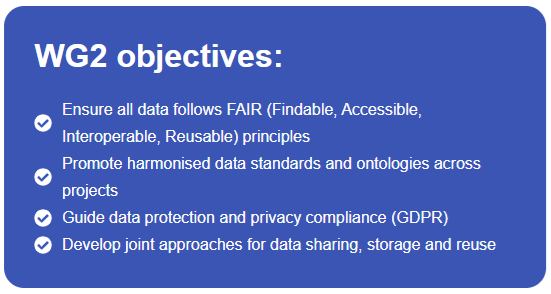 WG2 objectives:
Ensure all data follows FAIR (Findable, Accessible,
Interoperable, Reusable) principles
Promote harmonised data standards and ontologies across
projects
Guide data protection and privacy compliance (GDPR)
Develop joint approaches for data sharing, storage and reuse